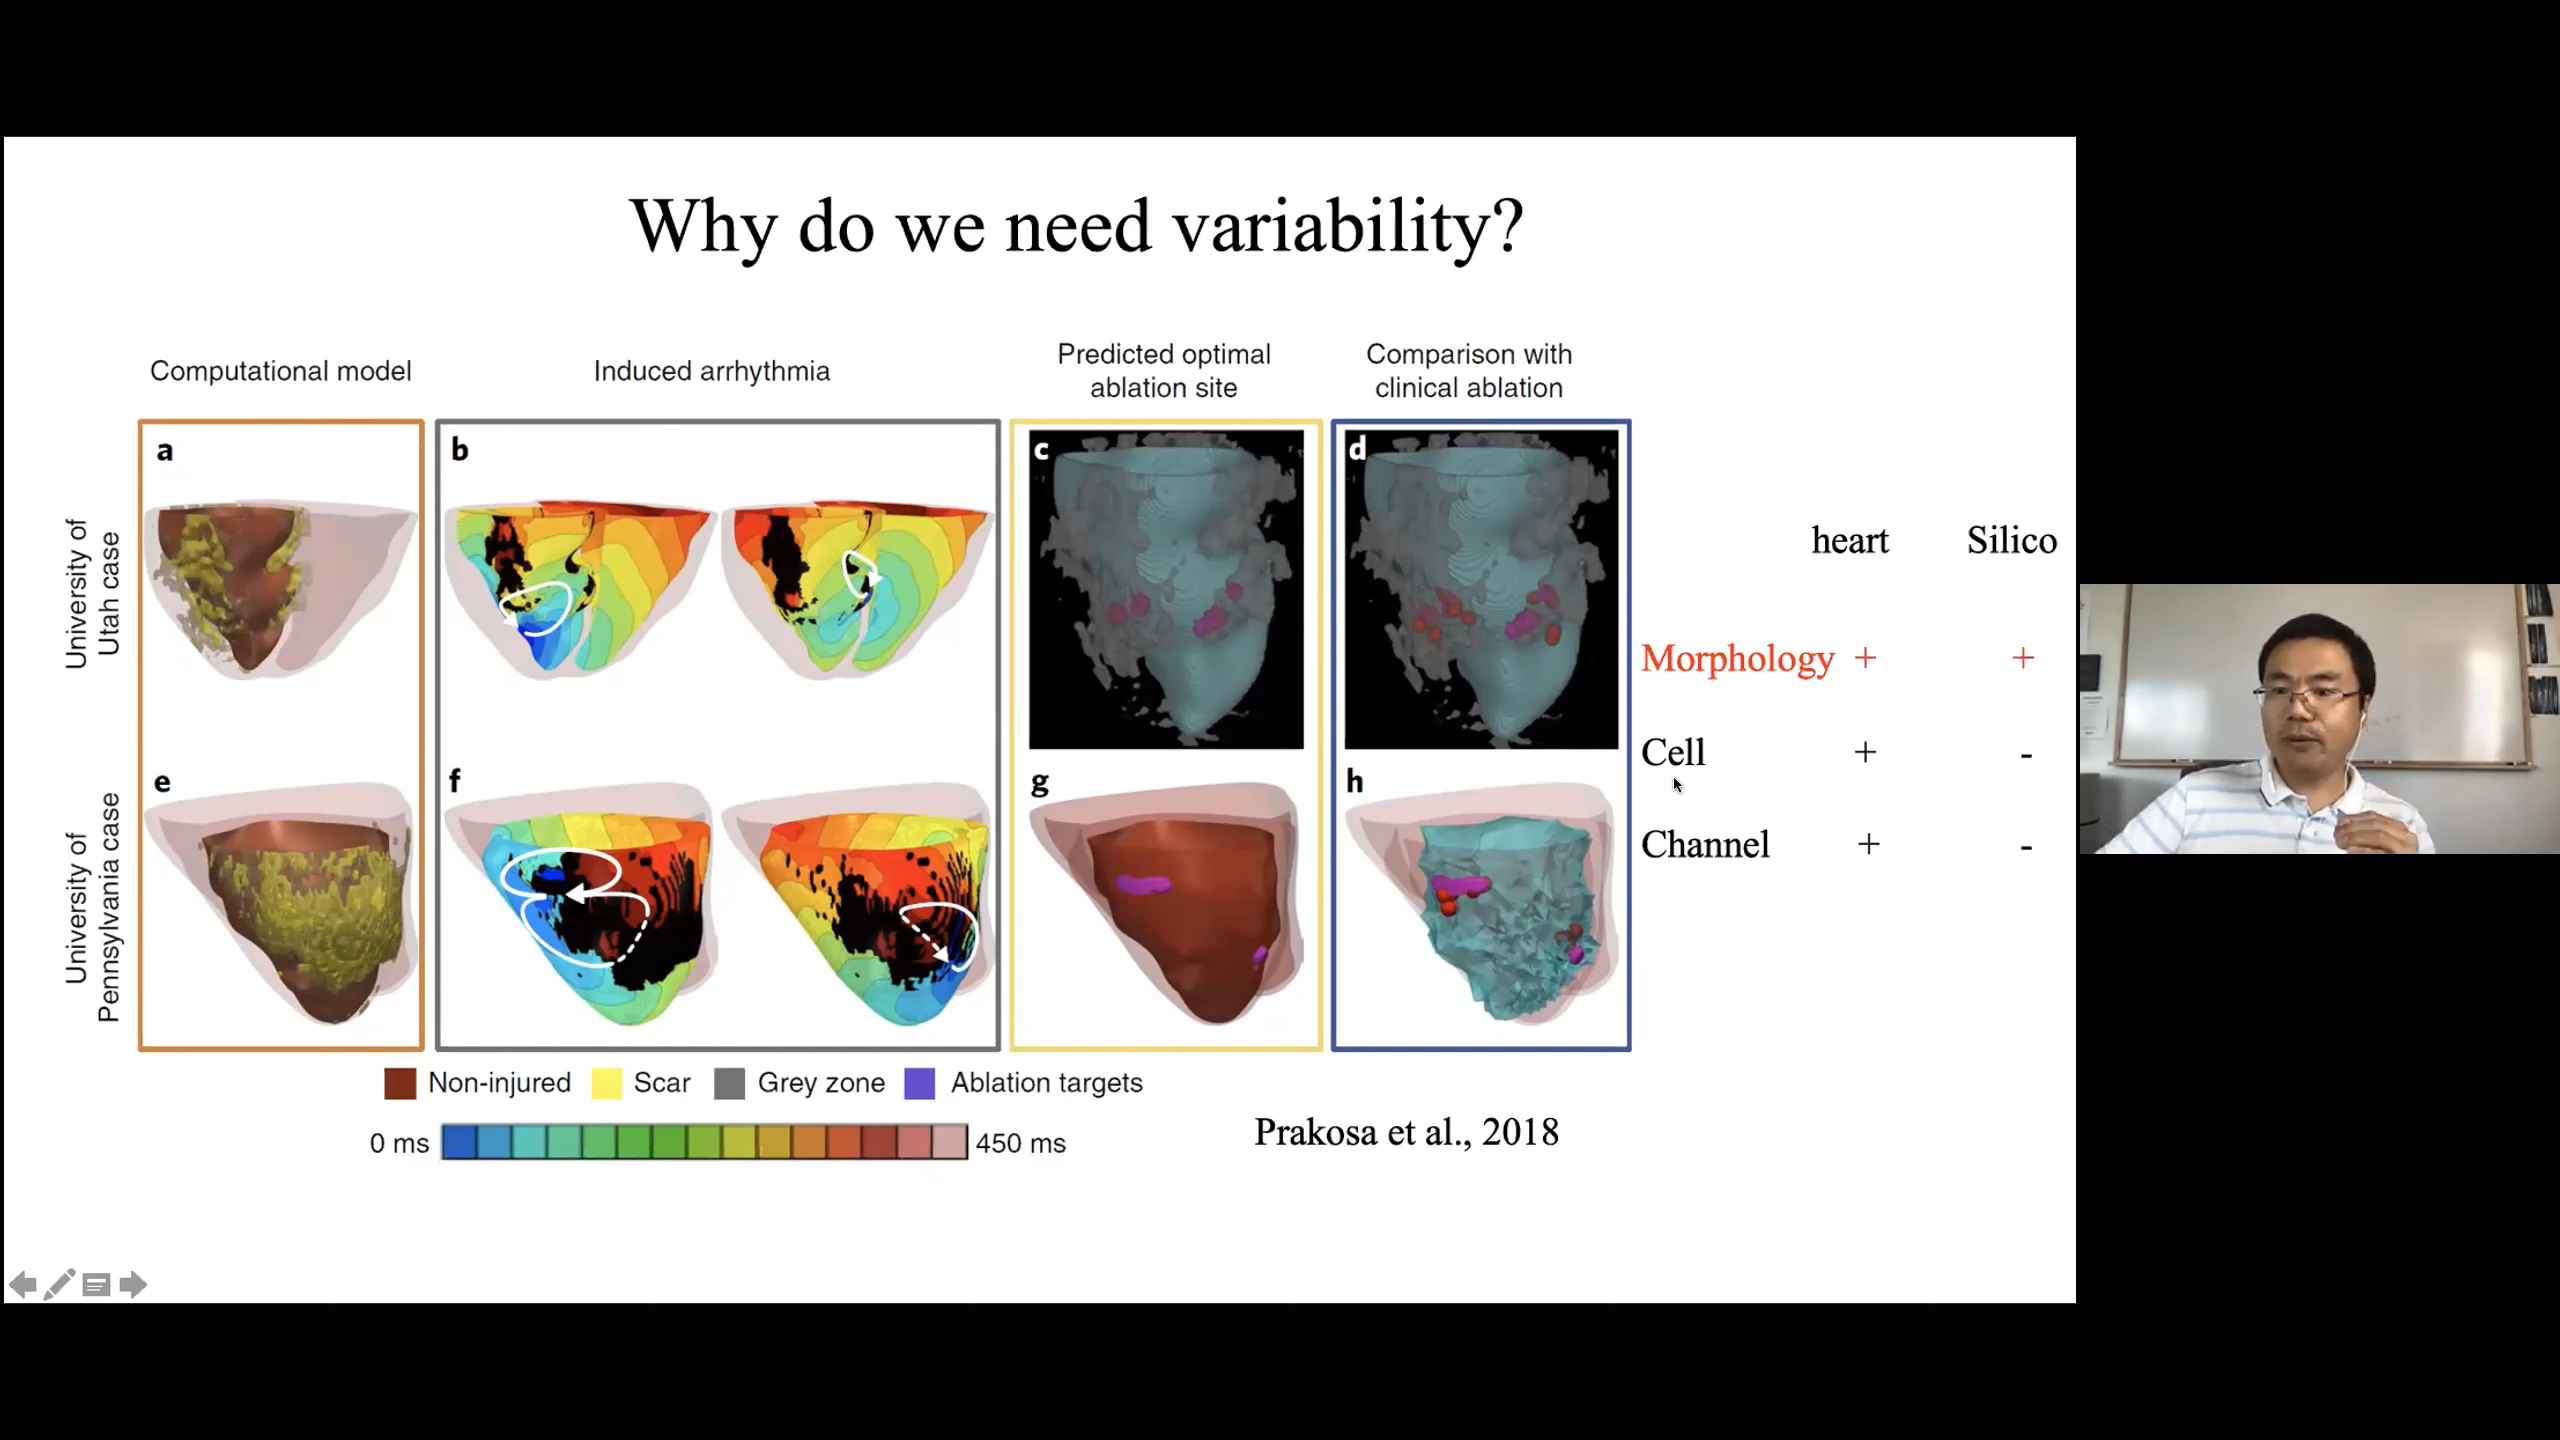 Why do we need variability?
Computational model
Induced arrhythmia
Predicted optimal
ablation site
Comparison with
clinical ablation
University of
Utah case
a
b
c
d
University of
Pennsylvania case
e
f
g
h
heart Silico
Morphology + +
Cell + -
Channel + -
Non-injured Scar Grey zone Ablation targets
0 ms 450 ms
Prakosa et al., 2018